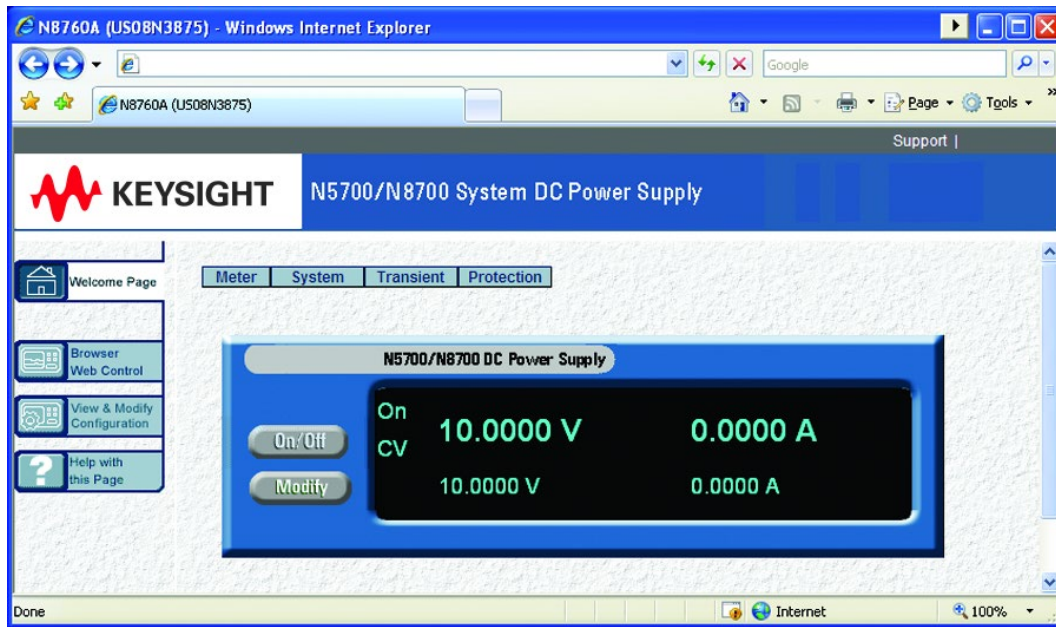 N8760A (US08N3875) - Windows Internet Explorer
Google
N8760A (US08N3875)
Page
Tools
Support |
KEYSIGHT
N5700/N8700 System DC Power Supply
Welcome Page
Meter
System
Transient
Protection
Browser
Web Control
View & Modify
Configuration
Help with
this Page
N5700/N8700 DC Power Supply
On/Off
Modify
On
CV
10.0000 V
0.0000 A
10.0000 V
0.0000 A
Done
Internet
100%